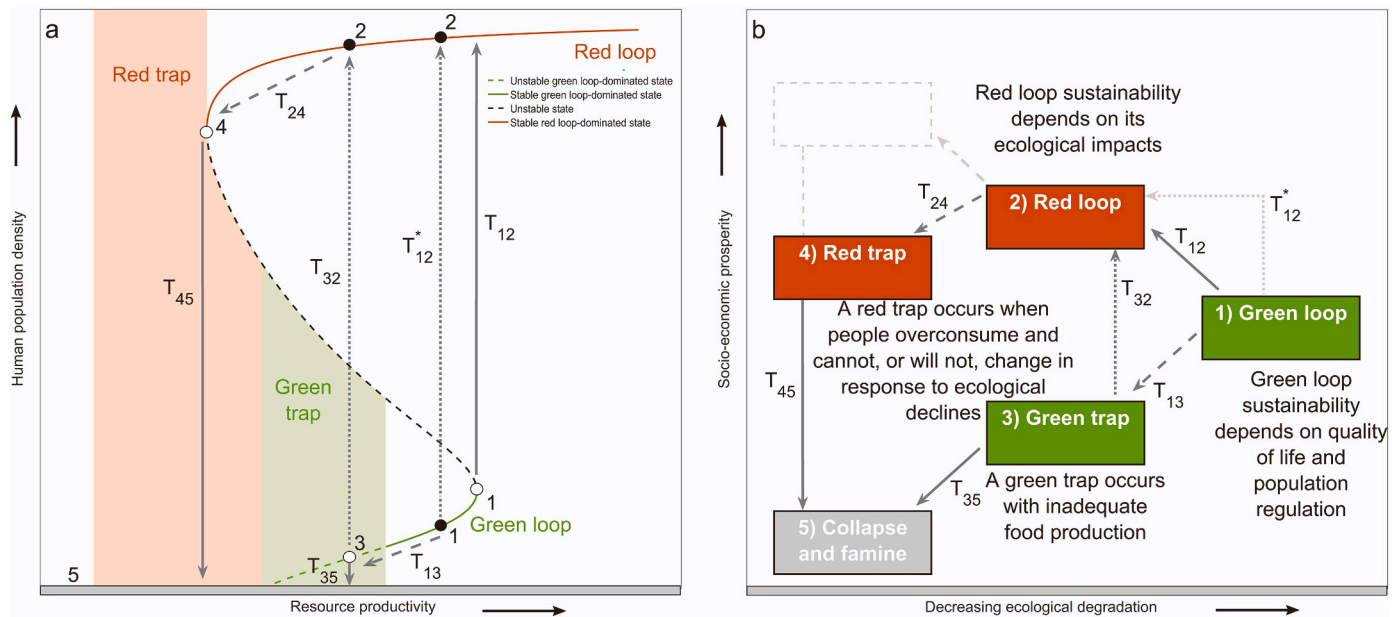 a
Red trap
2
2
Red loop
Unstable green loop-dominated state
Stable green loop-dominated state
Unstable state
Stable red loop-dominated state
T24
4
T12
T*12
T32
T45
Green
trap
1
Green loop
1
3
T35
T13
5
Human population density
Resource productivity
b
Red loop sustainability
depends on its
ecological impacts
T24
2) Red loop
T*12
T12
4) Red trap
T32
1) Green loop
A red trap occurs when
people overconsume and
cannot, or will not, change in
response to ecological
declines
T45
T13
3) Green trap
Green loop
sustainability
depends on quality
of life and
population
regulation
T35
A green trap occurs
with inadequate
food production
5) Collapse
and famine
Socio-economic prosperity
Decreasing ecological degradation